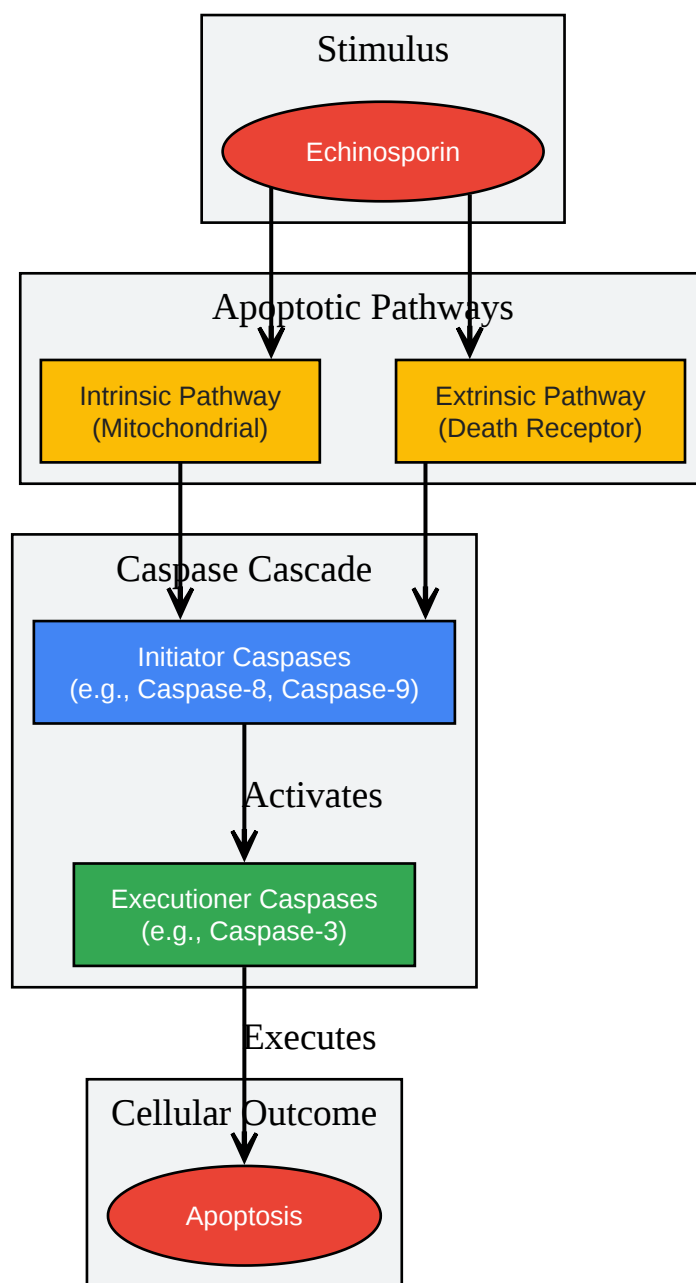 Stimulus
Echinosporin
Apoptotic Pathways
Intrinsic Pathway
(Mitochondrial)
Extrinsic Pathway
(Death Receptor)
Caspase Cascade
Initiator Caspases
(e.g., Caspase-8, Caspase-9)
Activates
Executioner Caspases
(e.g., Caspase-3)
Executes
Cellular Outcome
Apoptosis